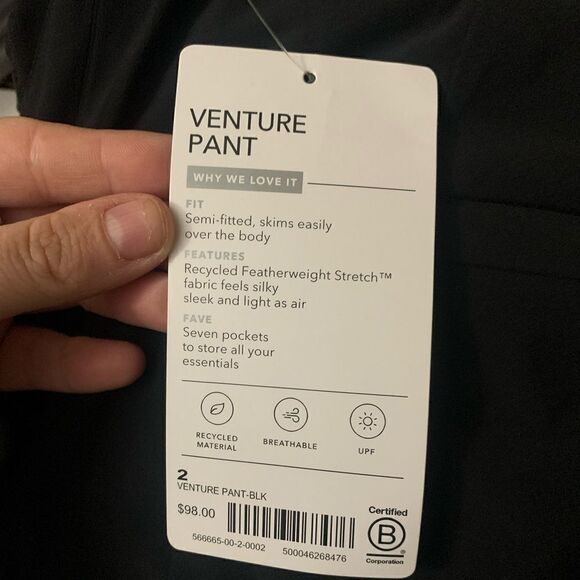 VENTURE
PANT
WHY WE LOVE IT
FIT
Semi-fitted, skims easily
over the body
FEATURES
Recycled Featherweight Stretch™
fabric feels silky
sleek and light as air
FAVE
Seven pockets
to store all your
essentials
RECYCLED
MATERIAL
BREATHABLE
UPF
2
VENTURE PANT-BLK
$98.00
566665-00-2-0002
500046268476
Certified
B
®
Corporation